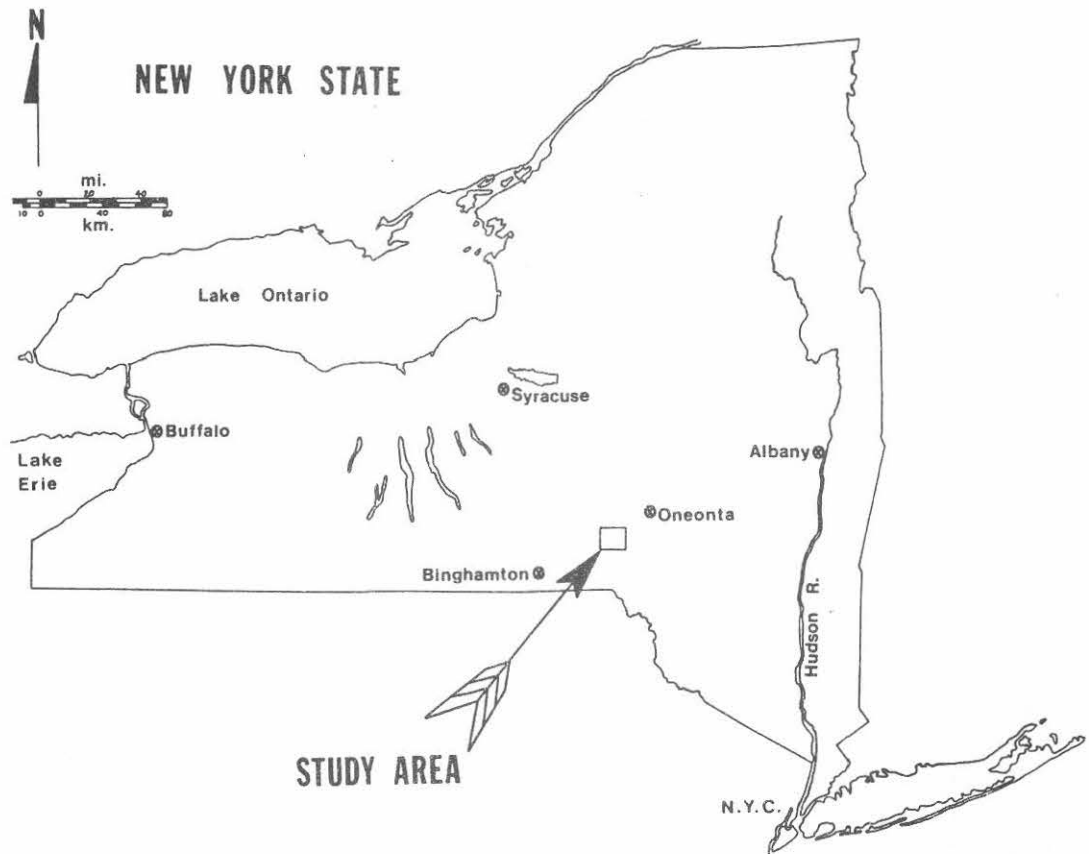 N
NEW YORK STATE
mi.
0 20 40
10 0 40 80
km.
Lake Ontario
Syracuse
Buffalo
Lake
Erie
Albany
Oneonta
Binghamton
Hudson R.
STUDY AREA
N.Y.C.